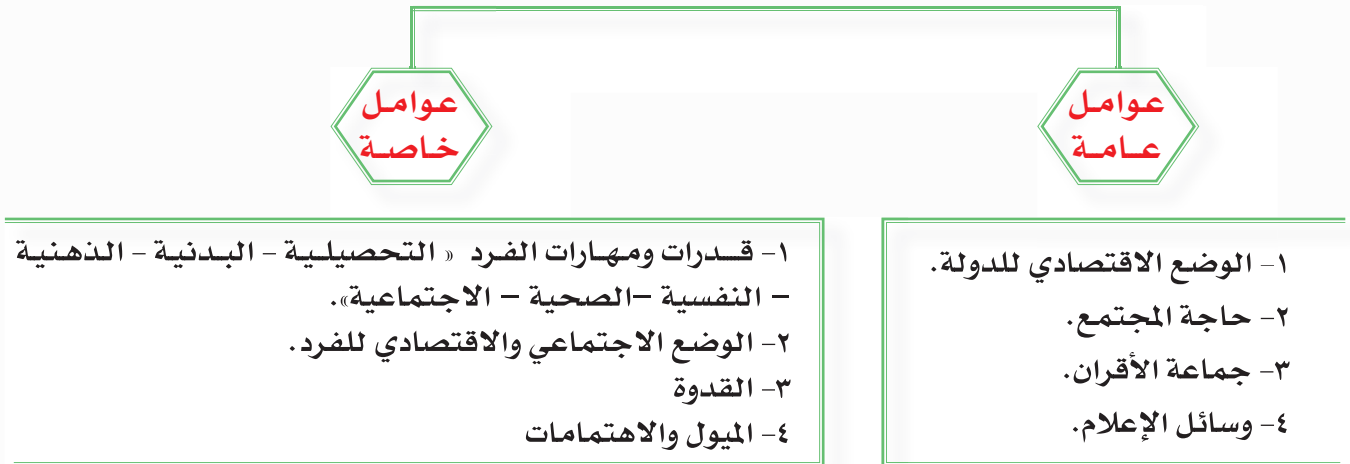 عوامل
عامة
١- الوضع الاقتصادي للدولة.
٢- حاجة المجتمع.
٣- جماعة الأقران.
٤- وسائل الإعلام.
عوامل
خاصة
١- قدرات ومهارات الفرد « التحصيلية – البدنية – الذهنية
– النفسية –الصحية – الاجتماعية».
٢- الوضع الاجتماعي والاقتصادي للفرد.
٣- القدوة
٤- الميول والاهتمامات